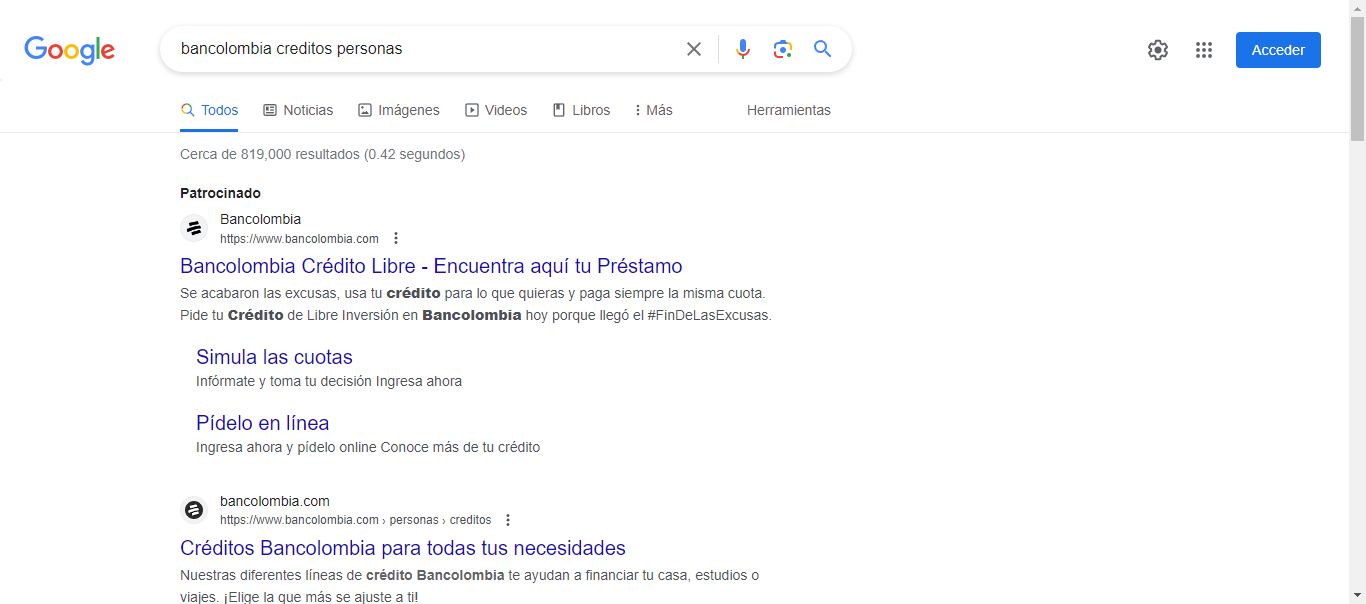 Google
bancolombia creditos personas
Acceder
Todos Noticias Imágenes Videos Libros Más Herramientas
Cerca de 819,000 resultados (0.42 segundos)
Patrocinado
Bancolombia
https://www.bancolombia.com
Bancolombia Crédito Libre - Encuentra aquí tu Préstamo
Se acabaron las excusas, usa tu crédito para lo que quieras y paga siempre la misma cuota.
Pide tu Crédito de Libre Inversión en Bancolombia hoy porque llegó el #FinDeLasExcusas.
Simula las cuotas
Infórmate y toma tu decisión Ingresa ahora
Pídelo en línea
Ingresa ahora y pídelo online Conoce más de tu crédito
bancolombia.com
https://www.bancolombia.com › personas › creditos
Créditos Bancolombia para todas tus necesidades
Nuestras diferentes líneas de crédito Bancolombia te ayudan a financiar tu casa, estudios o
viajes. ¡Elige la que más se ajuste a ti!